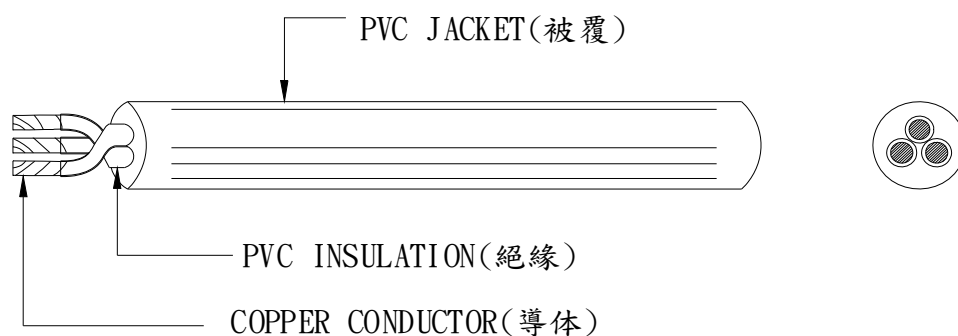 PVC JACKET(被覆)
PVC INSULATION(絕緣)
COPPER CONDUCTOR(導体)